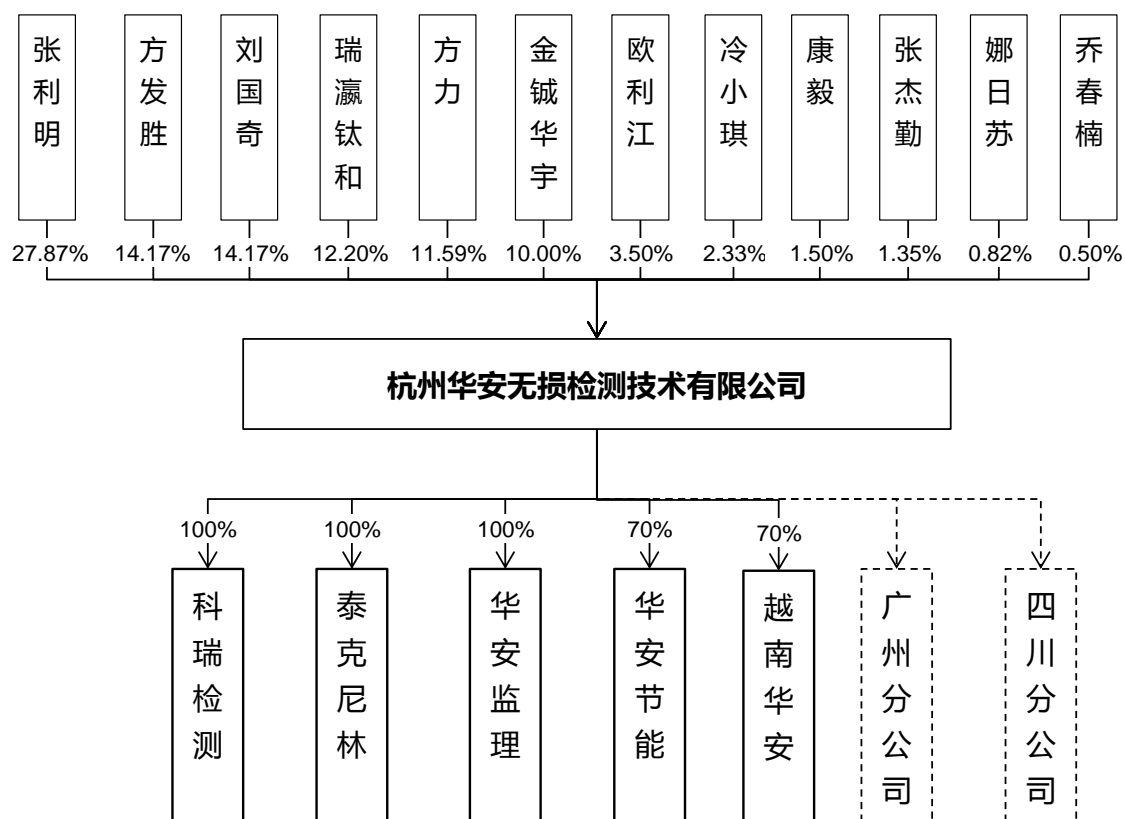 张利明
方发胜
刘国奇
瑞瀛钛和
方力
金铖华宇
欧利江
冷小琪
康毅
张杰勤
娜日苏
乔春楠
27.87%
14.17%
14.17%
12.20%
11.59%
10.00%
3.50%
2.33%
1.50%
1.35%
0.82%
0.50%
杭州华安无损检测技术有限公司
100%
100%
100%
70%
70%
科瑞检测
泰克尼林
华安监理
华安节能
越南华安
广州分公司
四川分公司